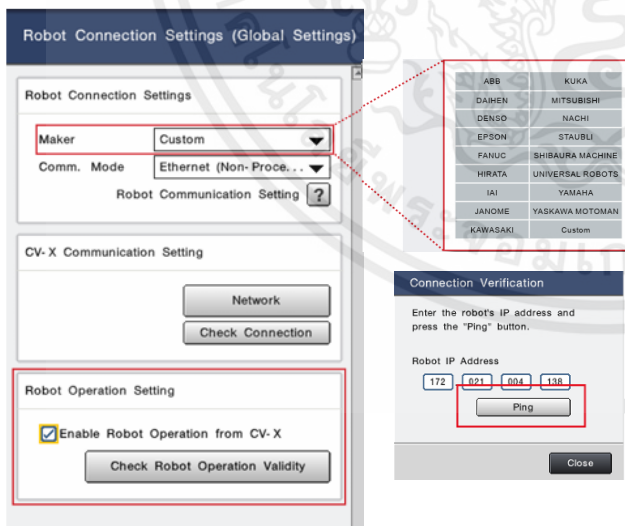 Robot Connection Settings (Global Settings)
Robot Connection Settings
Maker Custom
Comm. Mode Ethernet (Non-Proce...
Robot Communication Setting ?
CV-X Communication Setting
Network
Check Connection
Robot Operation Setting
Enable Robot Operation from CV-X
Check Robot Operation Validity
ABB KUKA
DAIHEN MITSUBISHI
DENSO NACHI
EPSON STAUBLI
FANUC SHIBAURA MACHINE
HIRATA UNIVERSAL ROBOTS
IAI YAMAHA
JANOME YASKAWA MOTOMAN
KAWASAKI Custom
Connection Verification
Enter the robot's IP address and
press the "Ping" button.
Robot IP Address
172 021 004 138
Ping
Close